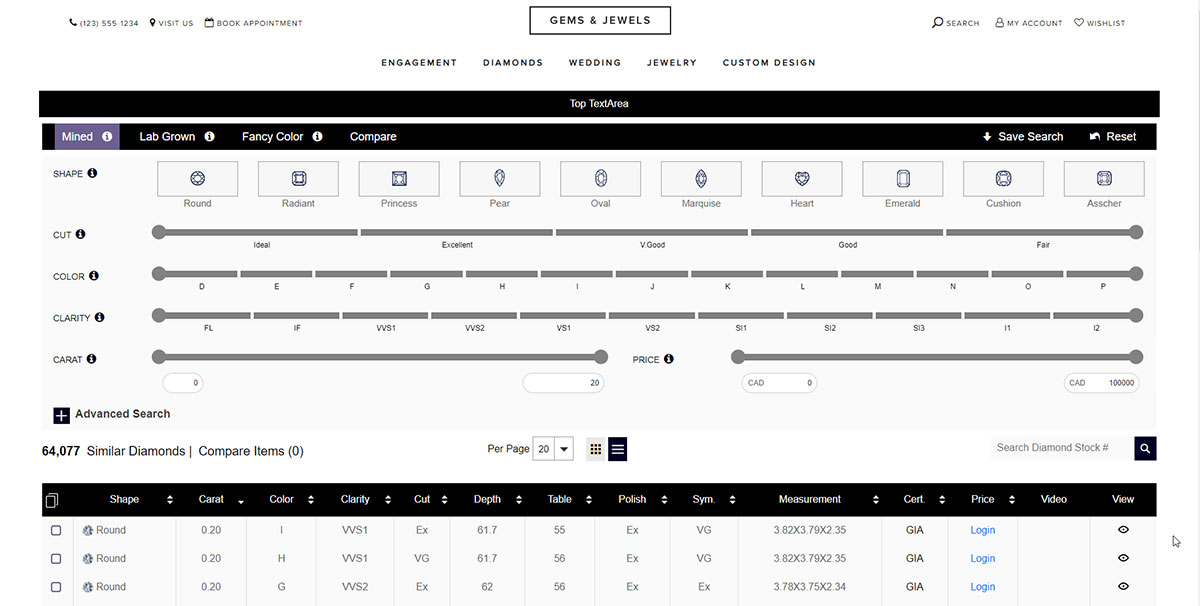 (123) 555 1234 VISIT US BOOK APPOINTMENT GEMS & JEWELS SEARCH MY ACCOUNT WISHLIST
ENGAGEMENT DIAMONDS WEDDING JEWELRY CUSTOM DESIGN
Top TextArea
Mined Lab Grown Fancy Color Compare Save Search Reset
SHAPE
Round Radiant Princess Pear Oval Marquise Heart Emerald Cushion Asscher
CUT
Ideal Excellent V.Good Good Fair
COLOR
D E F G H I J K L M N O P
CLARITY
FL IF VVS1 VVS2 VS1 VS2 SI1 SI2 SI3 I1 I2
CARAT PRICE
0 20 CAD 0 CAD 100000
Advanced Search
64,077 Similar Diamonds | Compare Items (0) Per Page 20 Search Diamond Stock #
Shape Carat Color Clarity Cut Depth Table Polish Sym. Measurement Cert. Price Video View
Round 0.20 I VVS1 Ex 61.7 55 Ex VG 3.82X3.79X2.35 GIA Login
Round 0.20 H VVS1 VG 61.7 56 Ex VG 3.82X3.79X2.35 GIA Login
Round 0.20 G VVS2 Ex 62 56 Ex Ex 3.78X3.75X2.34 GIA Login